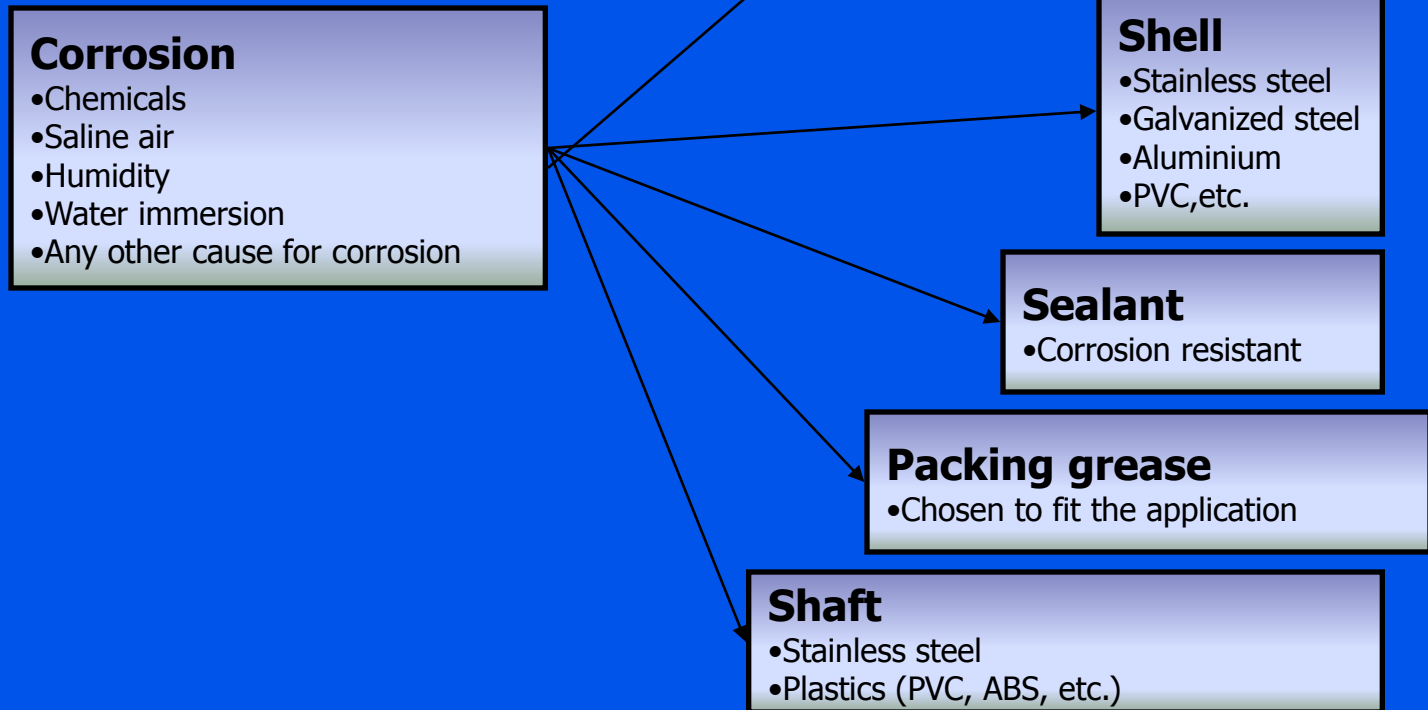 Corrosion
•Chemicals
•Saline air
•Humidity
•Water immersion
•Any other cause for corrosion
Shell
•Stainless steel
•Galvanized steel
•Aluminium
•PVC,etc.
Sealant
•Corrosion resistant
Packing grease
•Chosen to fit the application
Shaft
•Stainless steel
•Plastics (PVC, ABS, etc.)